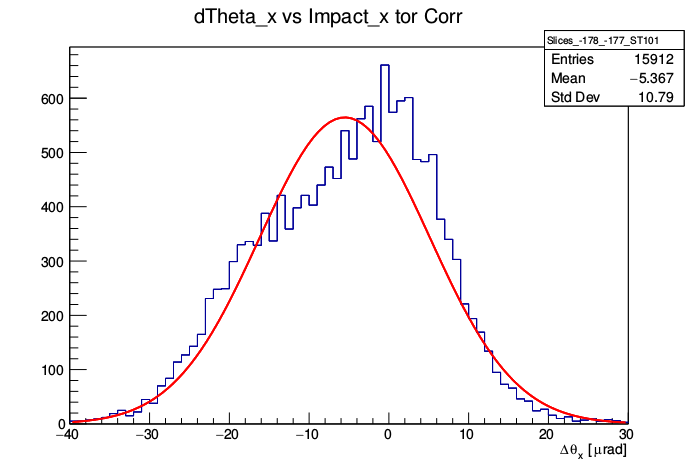 dTheta_x vs Impact_x tor Corr
Slices_-178_-177_ST101
Entries 15912
Mean −5.367
Std Dev 10.79
600
500
400
300
200
100
0
−40 −30 −20 −10 0 10 20 30
Δθx [μrad]